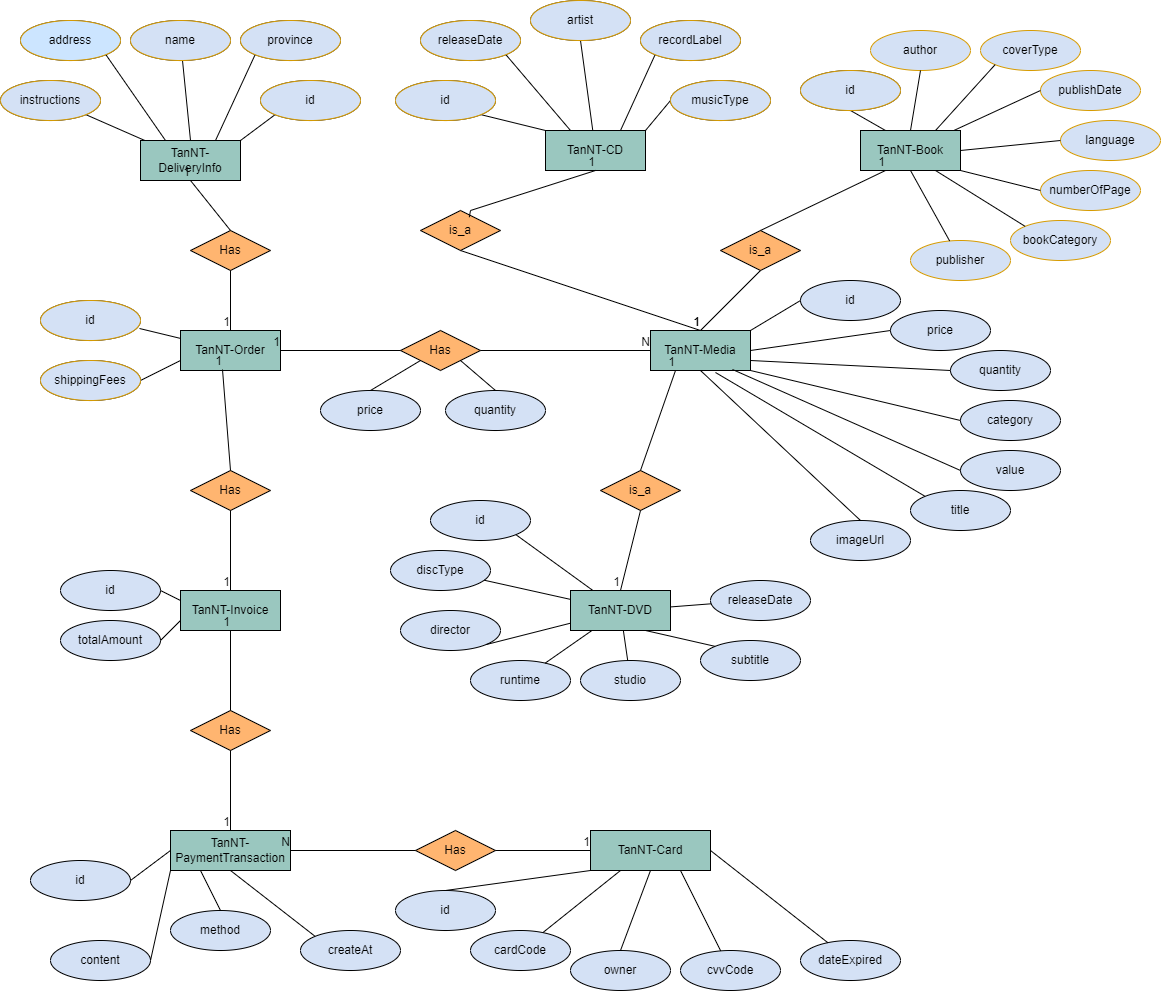 address
name
province
instructions
id
TanNT-
DeliveryInfo
1
Has
1
releaseDate
artist
recordLabel
id
musicType
TanNT-CD
1
is_a
author
coverType
id
publishDate
language
numberOfPage
bookCategory
publisher
TanNT-Book
1
is_a
id
shippingFees
TanNT-Order
1
1
Has
price
quantity
N
1
TanNT-Media
1
id
price
quantity
category
value
title
imageUrl
Has
1
is_a
1
id
discType
director
runtime
studio
subtitle
releaseDate
TanNT-DVD
id
totalAmount
TanNT-Invoice
1
Has
1
TanNT-
PaymentTransaction
N
Has
1
TanNT-Card
id
content
method
createAt
id
cardCode
owner
cvvCode
dateExpired